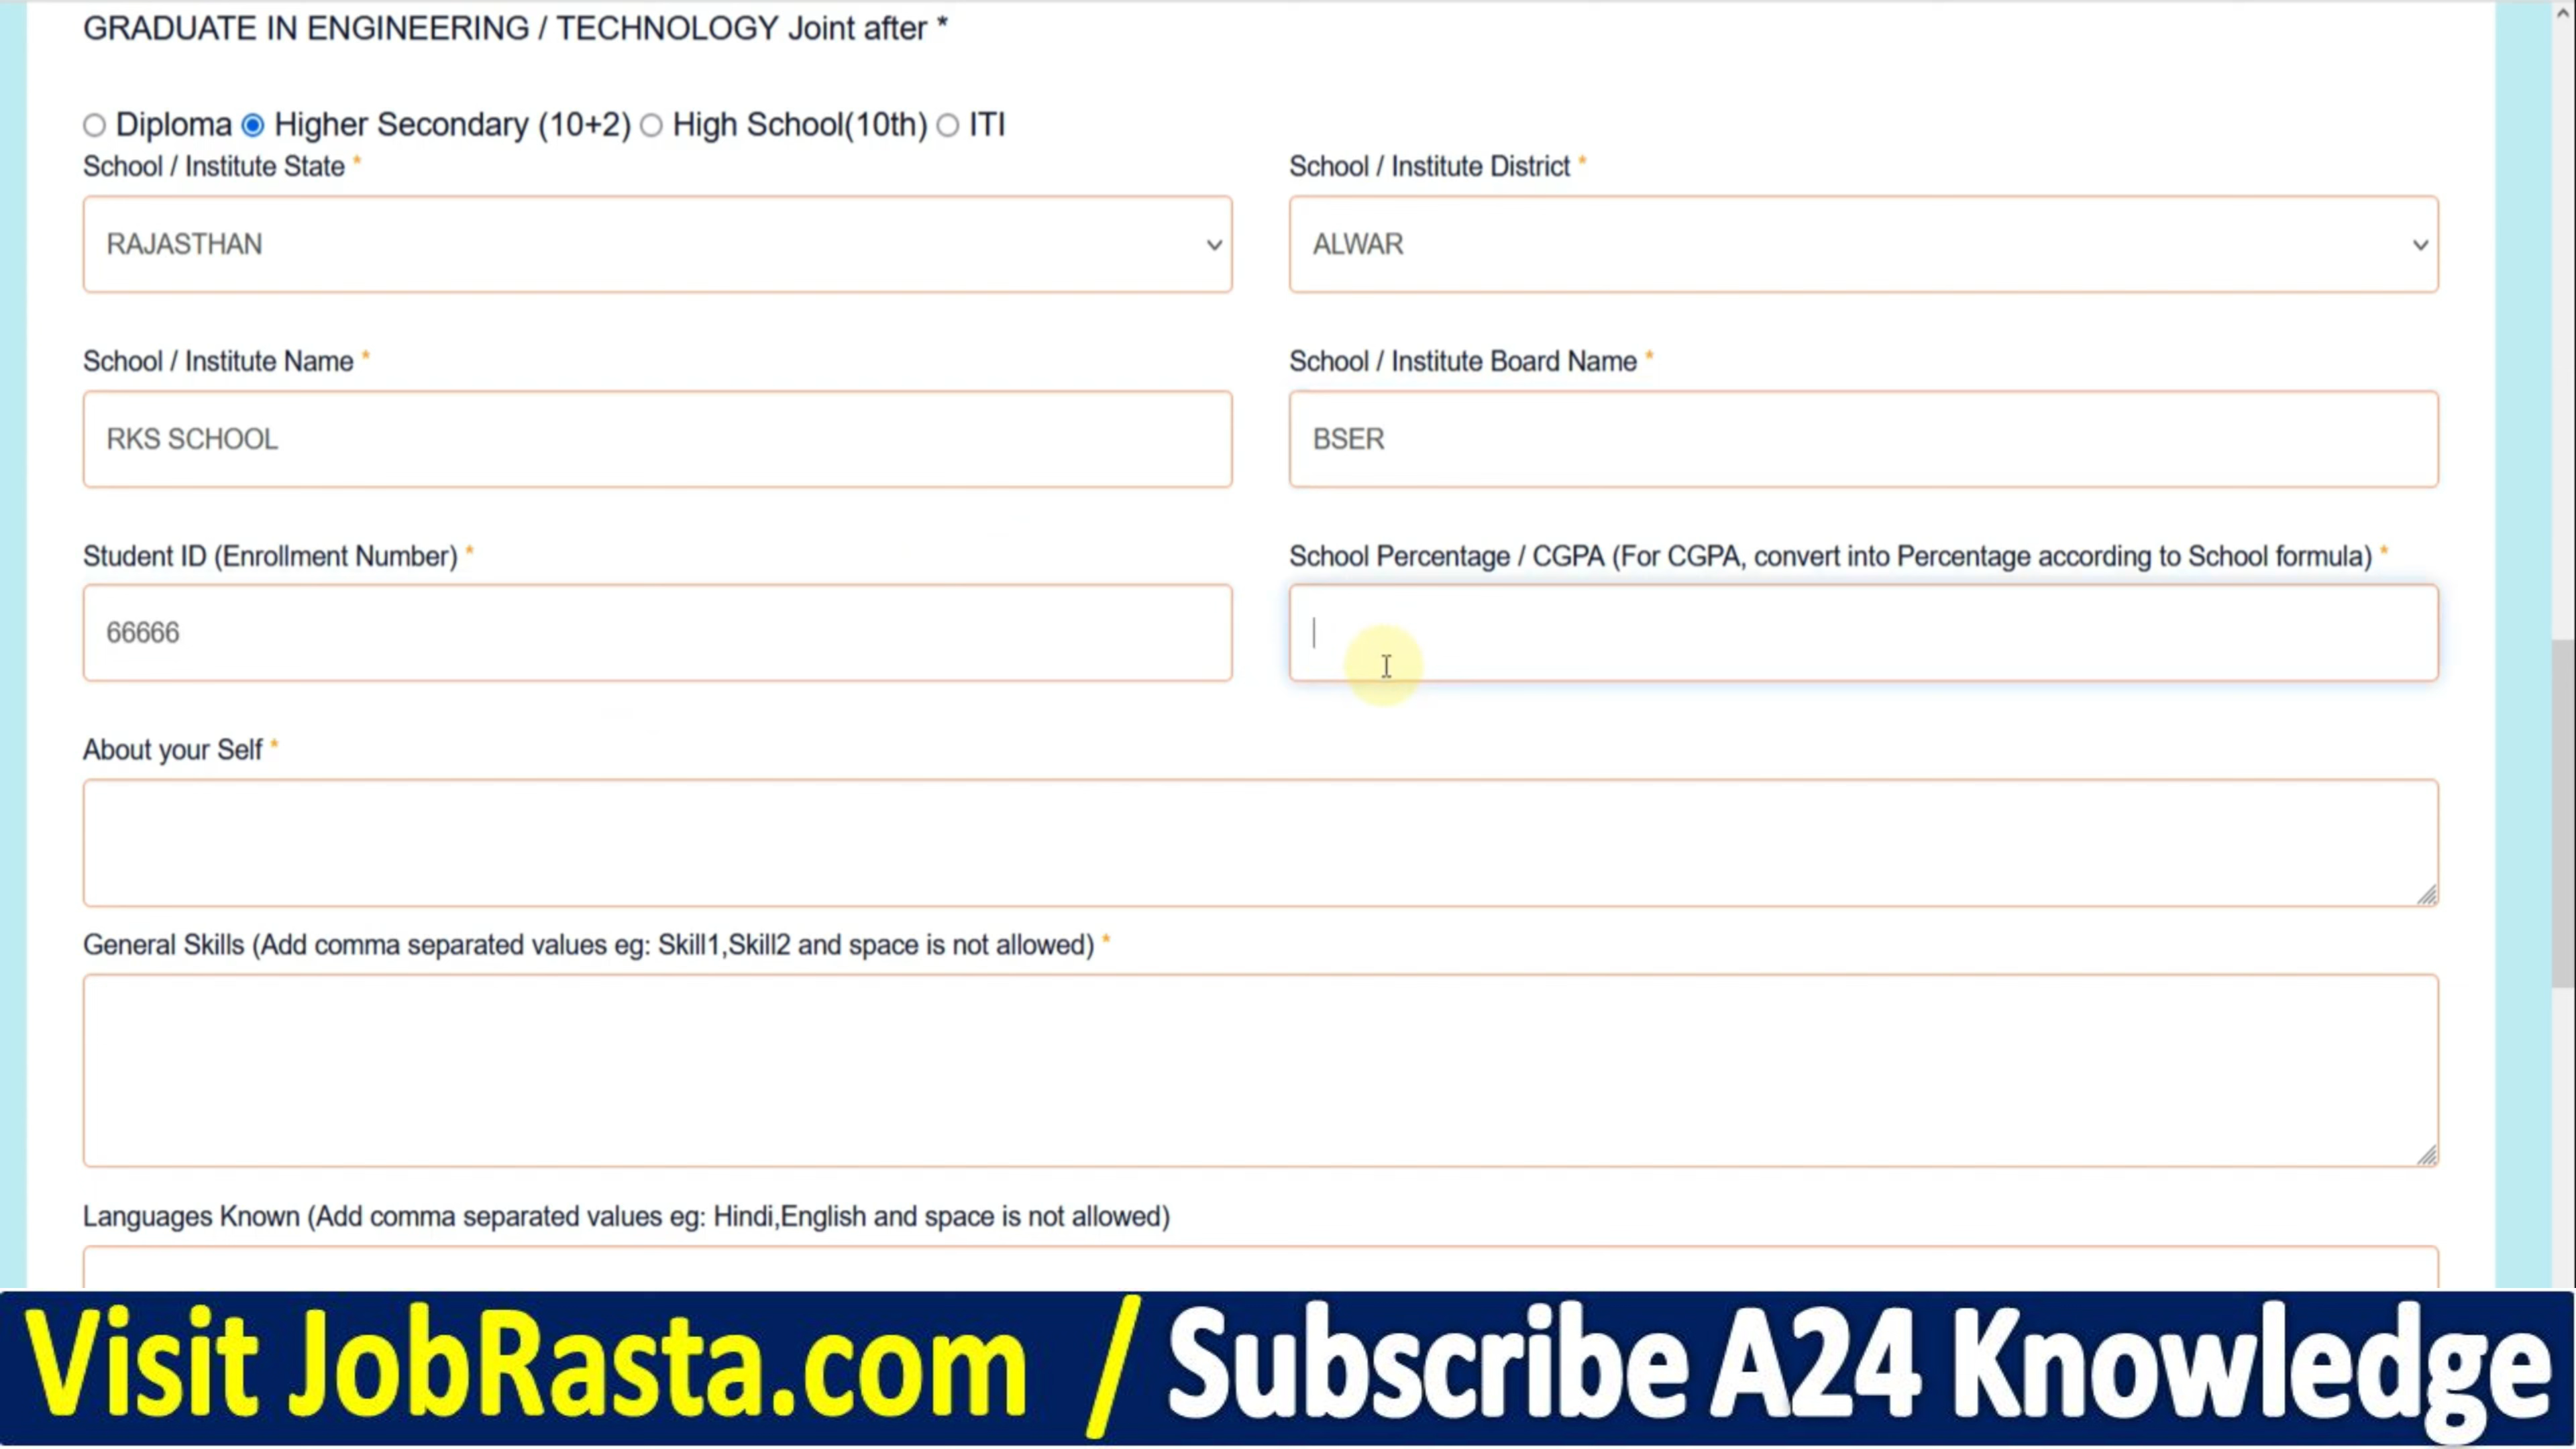 GRADUATE IN ENGINEERING / TECHNOLOGY Joint after *
Diploma Higher Secondary (10+2) High School(10th) ITI
School / Institute State * School / Institute District *
RAJASTHAN ALWAR
School / Institute Name * School / Institute Board Name *
RKS SCHOOL BSER
Student ID (Enrollment Number) * School Percentage / CGPA (For CGPA, convert into Percentage according to School formula) *
66666
About your Self *
General Skills (Add comma separated values eg: Skill1,Skill2 and space is not allowed) *
Languages Known (Add comma separated values eg: Hindi,English and space is not allowed)
Visit JobRasta.com / Subscribe A24 Knowledge